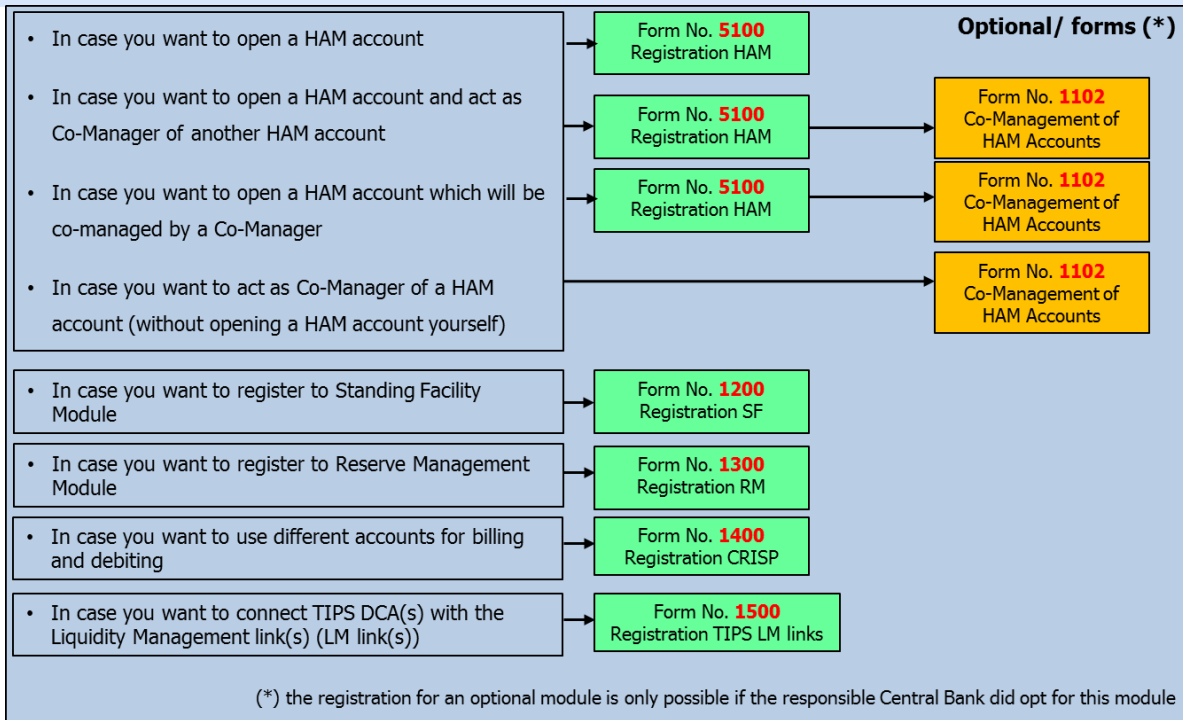 Optional/ forms (*)
• In case you want to open a HAM account
Form No. 5100
Registration HAM
• In case you want to open a HAM account and act as
Co-Manager of another HAM account
Form No. 5100
Registration HAM
Form No. 1102
Co-Management of
HAM Accounts
• In case you want to open a HAM account which will be
co-managed by a Co-Manager
Form No. 5100
Registration HAM
Form No. 1102
Co-Management of
HAM Accounts
• In case you want to act as Co-Manager of a HAM
account (without opening a HAM account yourself)
Form No. 1102
Co-Management of
HAM Accounts
• In case you want to register to Standing Facility
Module
Form No. 1200
Registration SF
• In case you want to register to Reserve Management
Module
Form No. 1300
Registration RM
• In case you want to use different accounts for billing
and debiting
Form No. 1400
Registration CRISP
• In case you want to connect TIPS DCA(s) with the
Liquidity Management link(s) (LM link(s))
Form No. 1500
Registration TIPS LM links
(*) the registration for an optional module is only possible if the responsible Central Bank did opt for this module